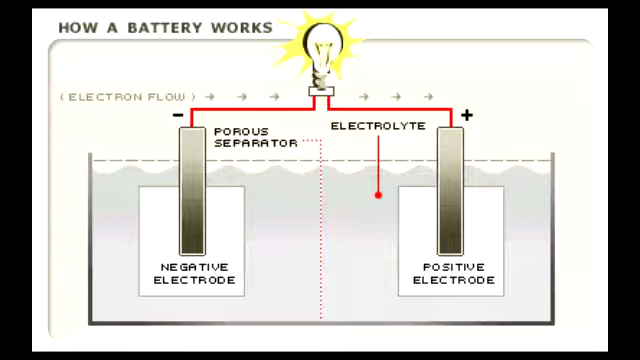 HOW A BATTERY WORKS
( ELECTRON FLOW ) → → → → → →
− +
POROUS
SEPARATOR
ELECTROLYTE
NEGATIVE
ELECTRODE
POSITIVE
ELECTRODE